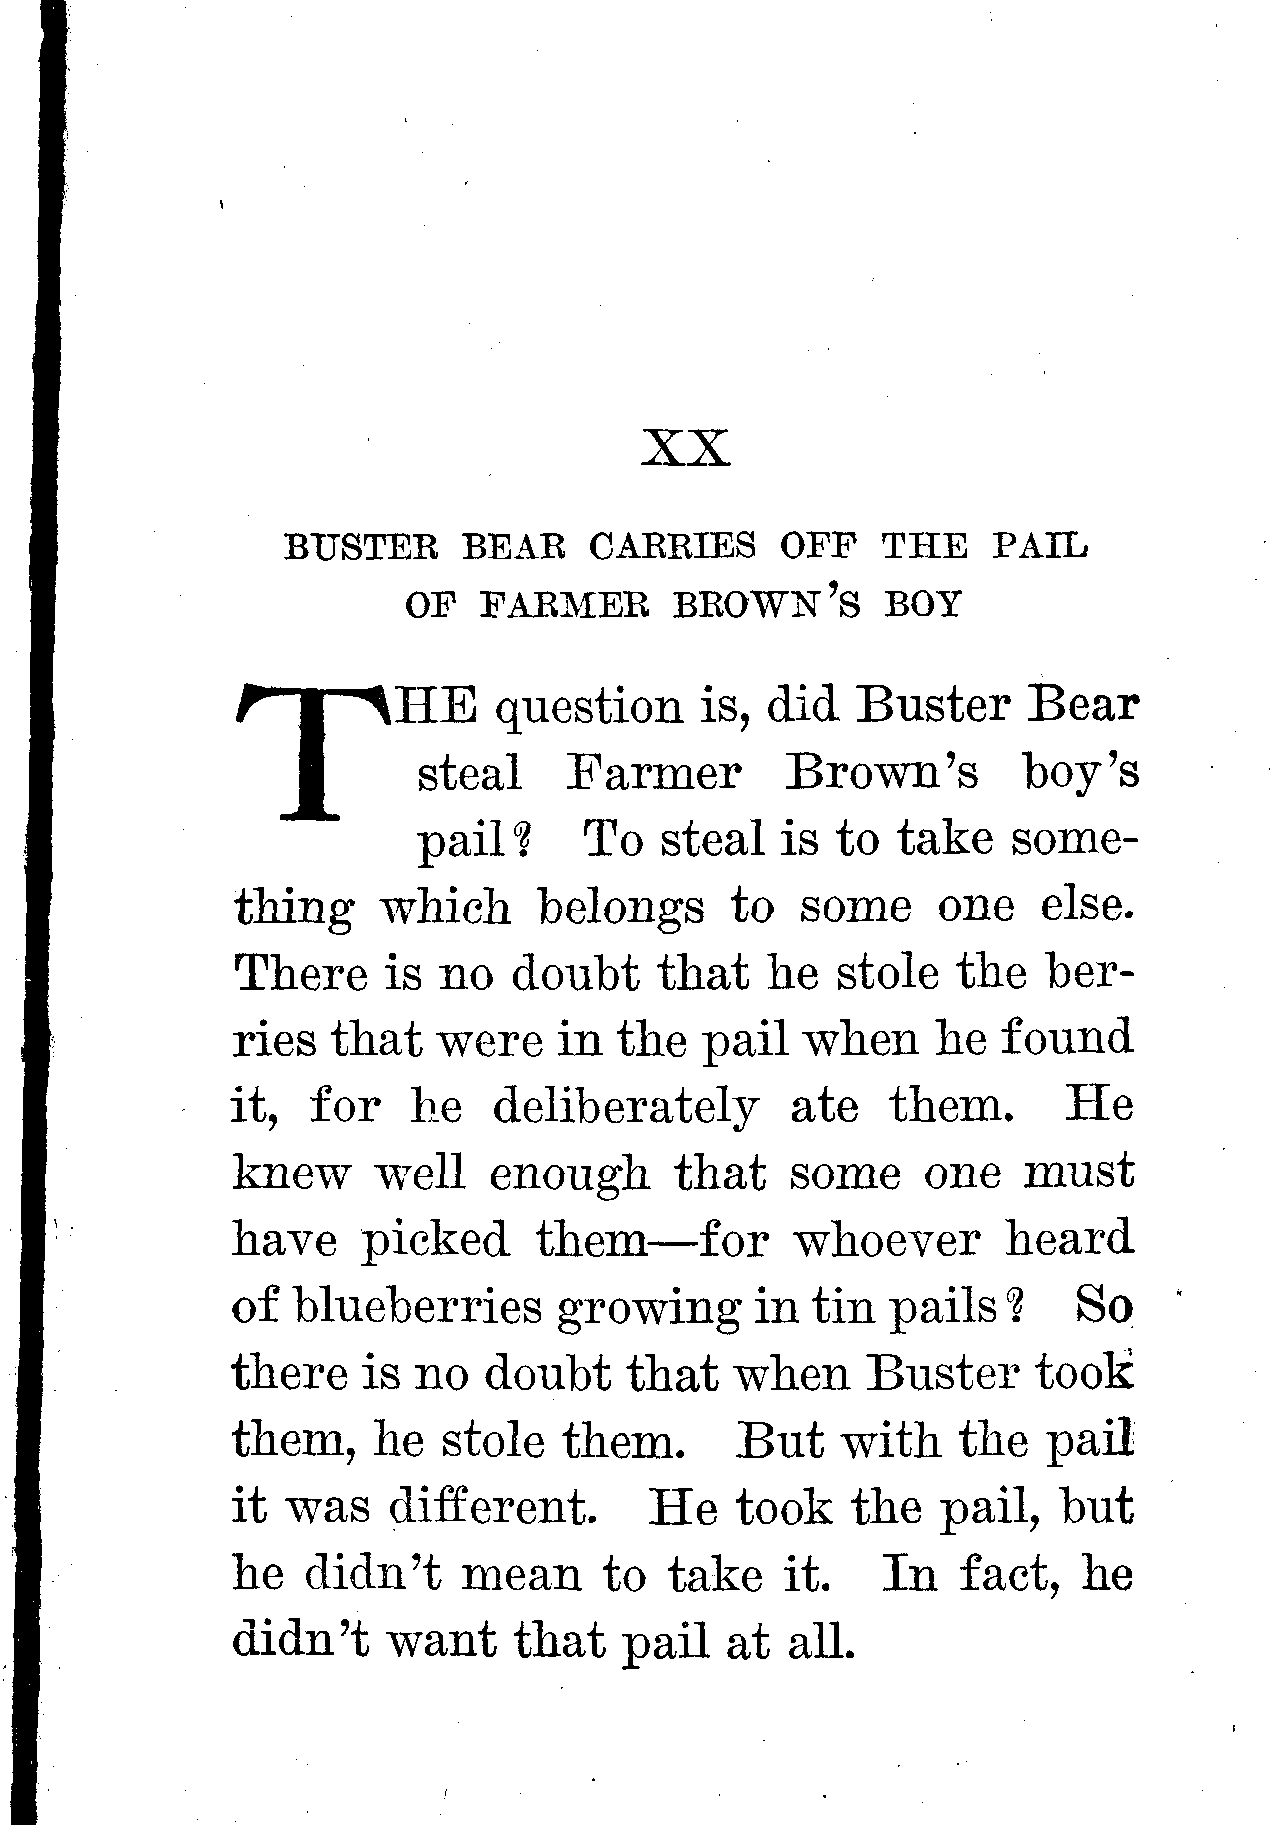 XX
BUSTER BEAR CARRIES OFF THE PAIL
OF FARMER BROWN'S BOY
THE question is, did Buster Bear
steal Farmer Brown's boy's
pail? To steal is to take some-
thing which belongs to some one else.
There is no doubt that he stole the ber-
ries that were in the pail when he found
it, for he deliberately ate them. He
knew well enough that some one must
have picked them—for whoever heard
of blueberries growing in tin pails? So
there is no doubt that when Buster took
them, he stole them. But with the pail
it was different. He took the pail, but
he didn't mean to take it. In fact, he
didn't want that pail at all.